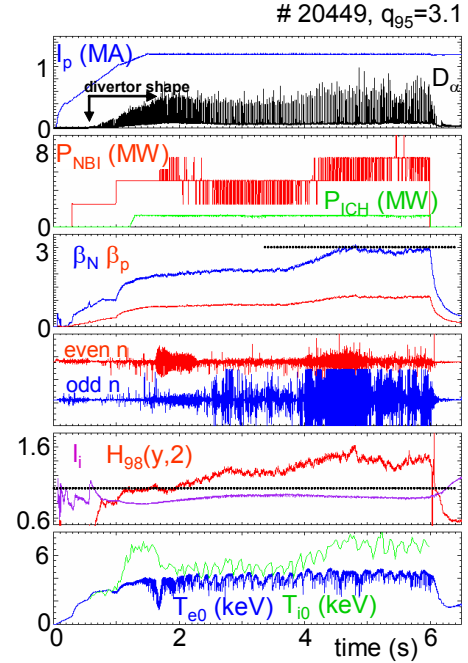 # 20449, q95=3.1
Ip (MA)
1
divertor shape
Dα
0
8
PNBI (MW)
4
PICH (MW)
0
3
βN βp
1
0
even n
odd n
1.6
li H98(y,2)
0.6
6
2
Te0 (keV) Ti0 (keV)
0 2 4 time (s) 6